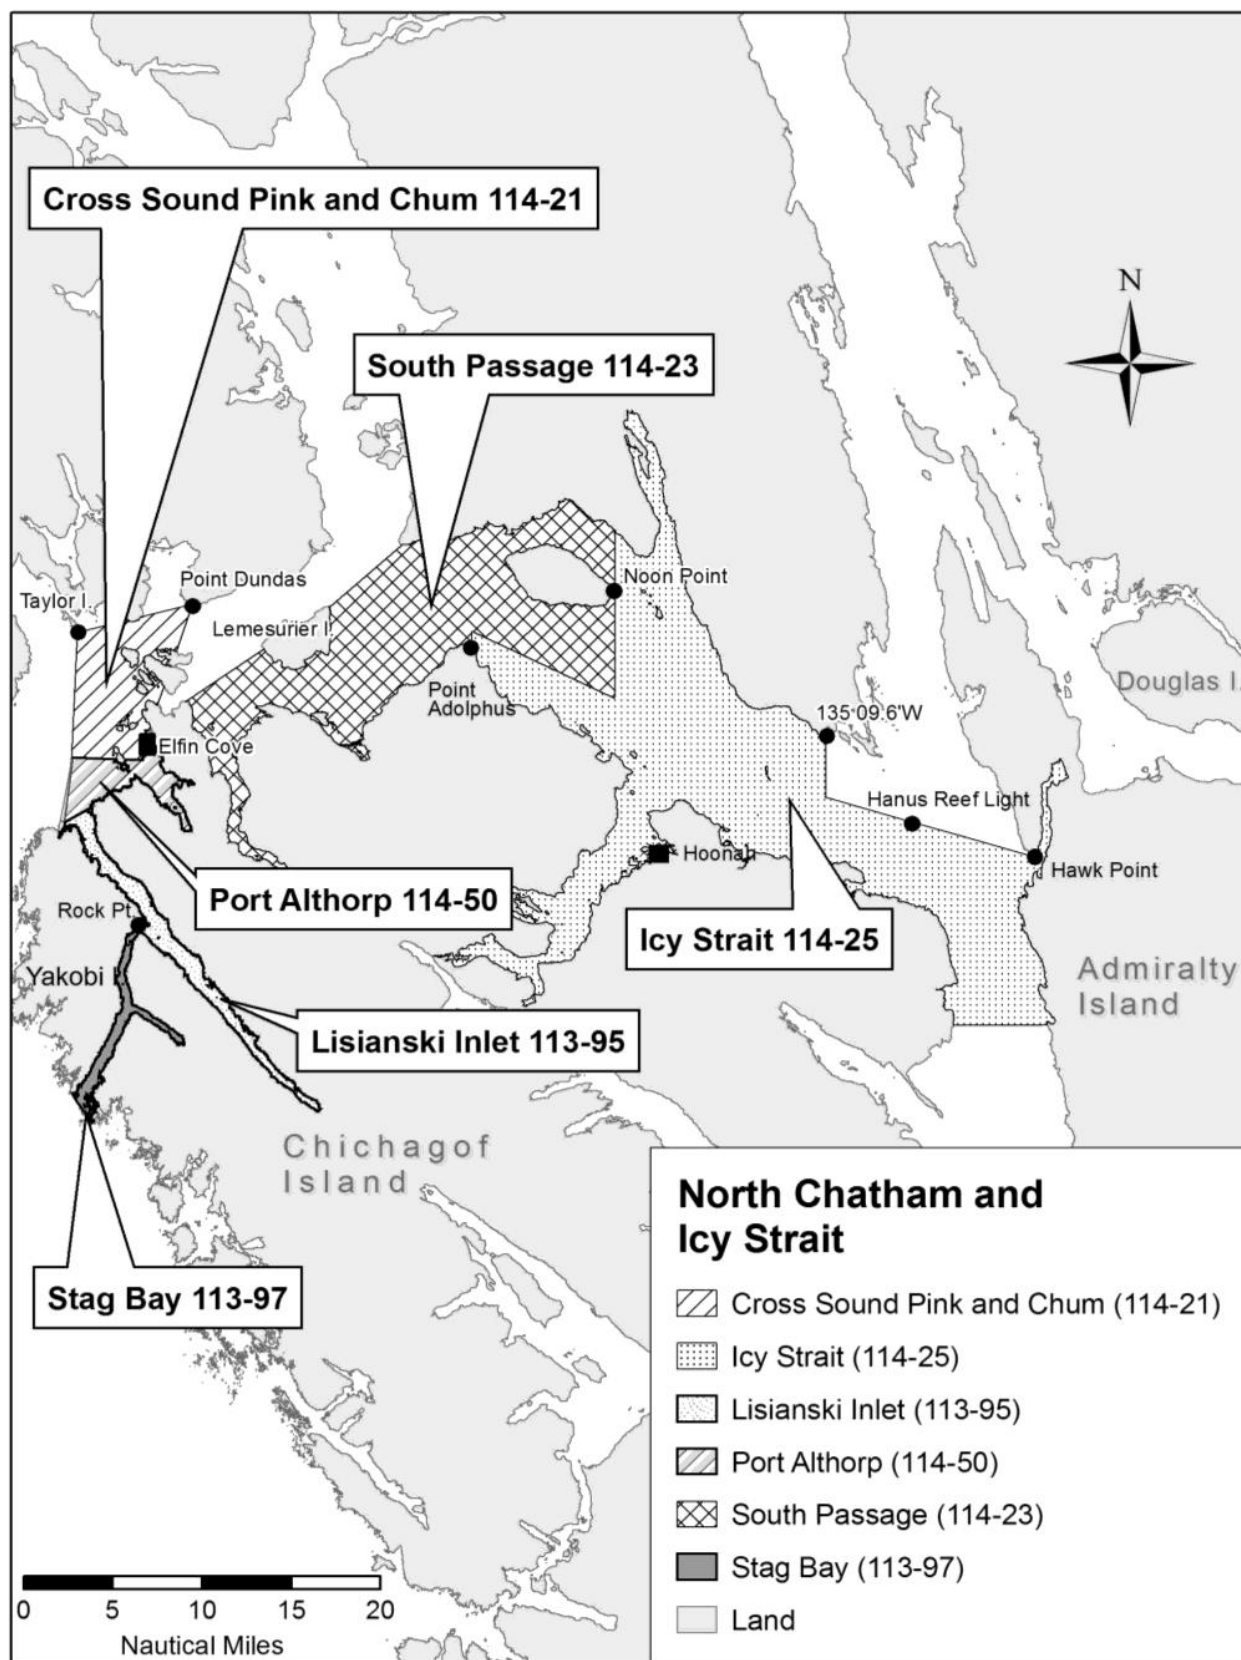 Cross Sound Pink and Chum 114-21
N
South Passage 114-23
Point Dundas
Noon Point
Taylor I.
Lemesurier I.
Point
Adolphus
Douglas I.
135 09.6'W
Elfin Cove
Hanus Reef Light
Hoonah
Hawk Point
Port Althorp 114-50
Rock Pt
Icy Strait 114-25
Yakobi I
Admiralty
Island
Lisianski Inlet 113-95
Chichagof
Island
Stag Bay 113-97
North Chatham and
Icy Strait
Cross Sound Pink and Chum (114-21)
Icy Strait (114-25)
Lisianski Inlet (113-95)
Port Althorp (114-50)
South Passage (114-23)
Stag Bay (113-97)
Land
0 5 10 15 20
Nautical Miles